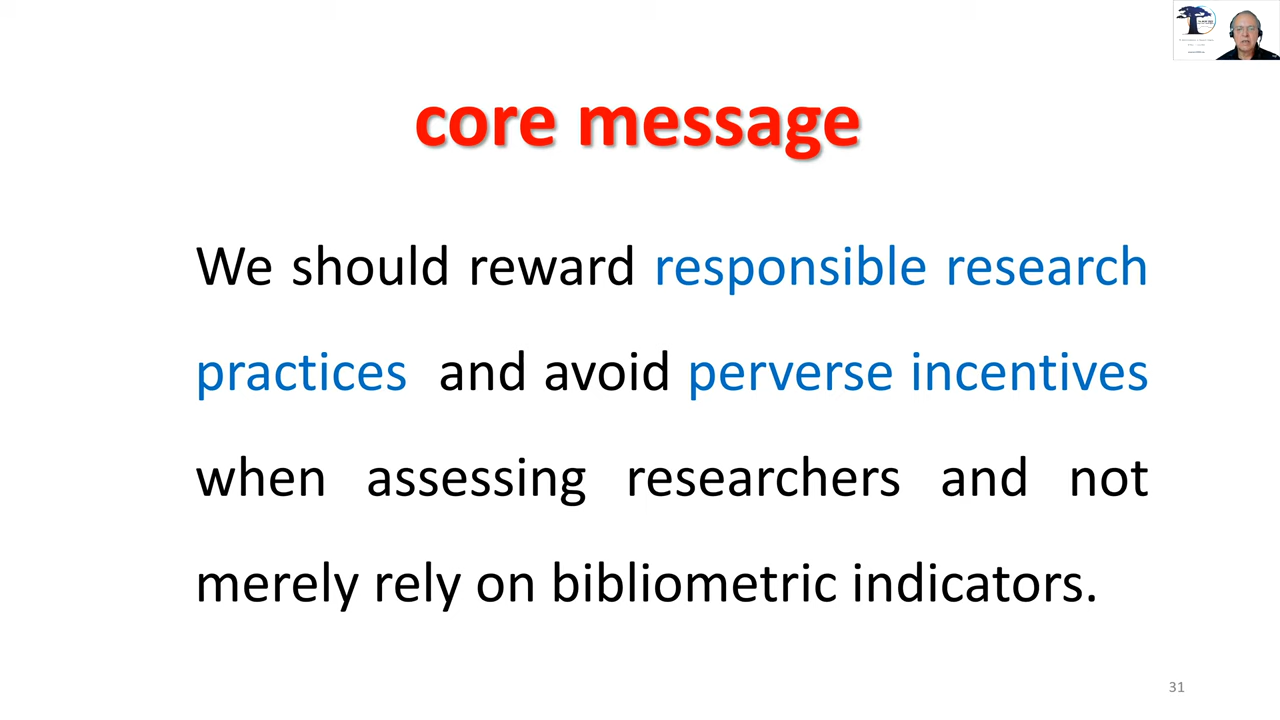 core message
We should reward responsible research
practices and avoid perverse incentives
when assessing researchers and not
merely rely on bibliometric indicators.
31